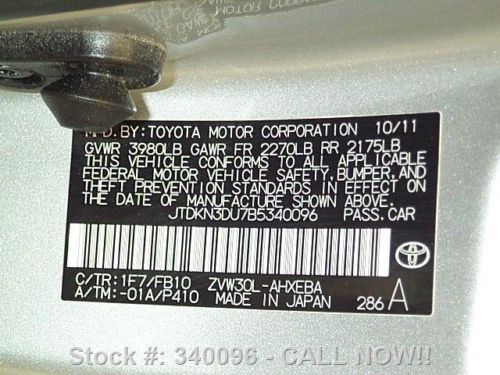 MFD. BY: TOYOTA MOTOR CORPORATION 10/11
GVWR 3980LB GAWR FR 2270LB RR 2175LB
THIS VEHICLE CONFORMS TO ALL APPLICABLE
FEDERAL MOTOR VEHICLE SAFETY, BUMPER, AND
THEFT PREVENTION STANDARDS IN EFFECT ON
THE DATE OF MANUFACTURE SHOWN ABOVE.
JTDKN3DU7B5340096 PASS. CAR
C/TR: 1F7/FB10 ZVW30L-AHXEBA
A/TM: -01A/P410 MADE IN JAPAN 286 A
Stock #: 340096 - CALL NOW!!